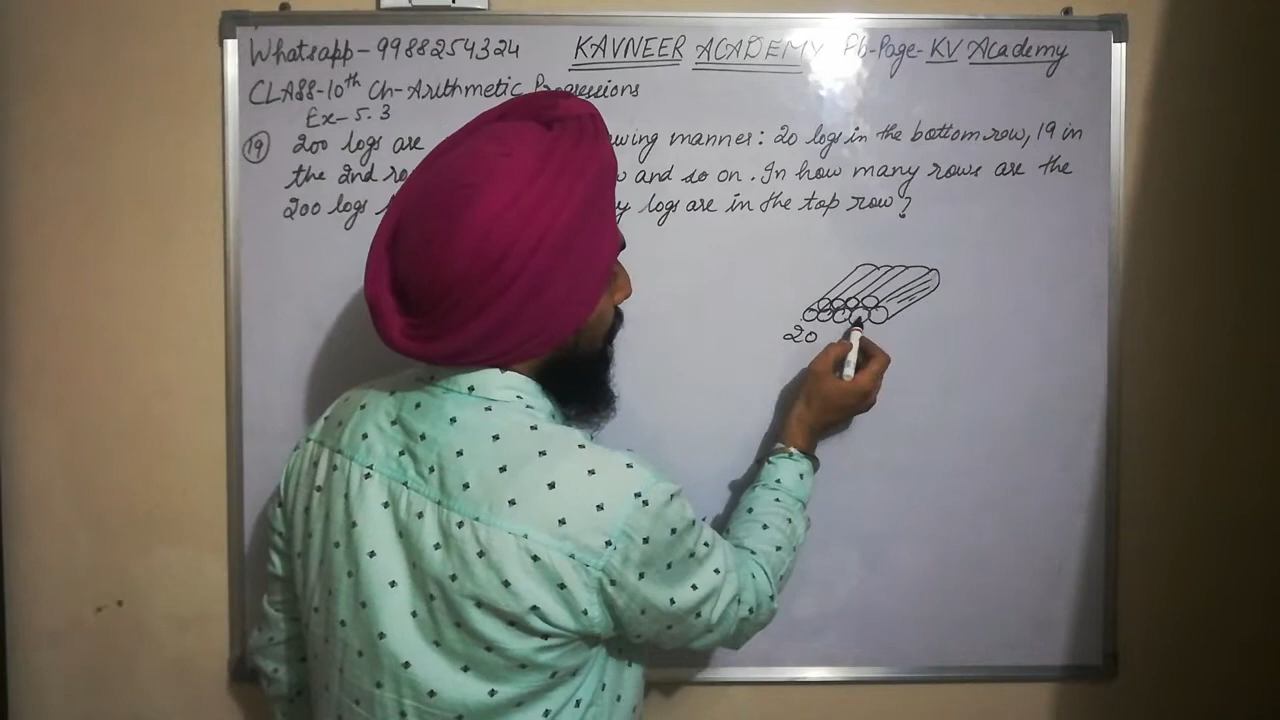 Whatsapp-9988254324 KAVNEER ACADEMY Pb-Page-KV Academy
CLASS-10th Ch-Arithmetic Progressions
Ex-5.3
19 200 logs are wing manner: 20 logs in the bottom row, 19 in
the 2nd ro and so on. In how many rows are the
200 logs y logs are in the top row?
20